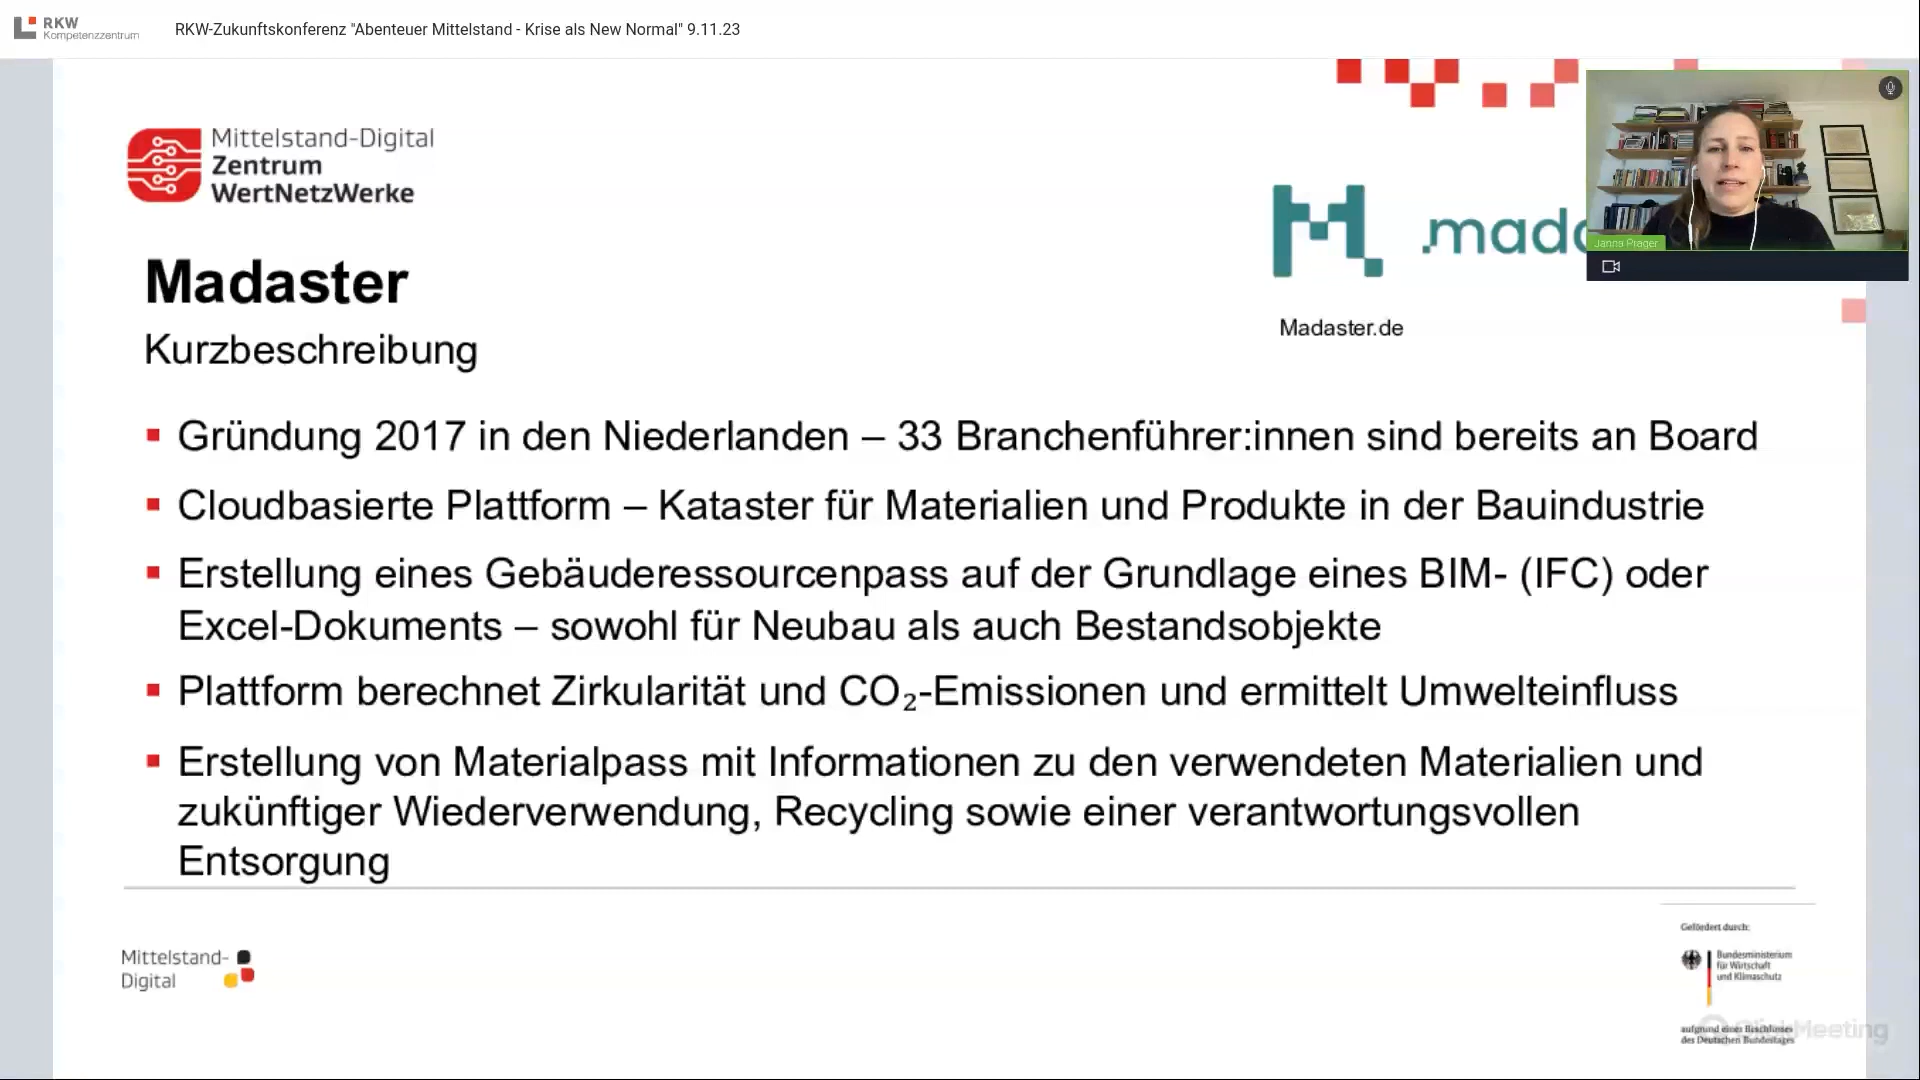 RKW
Kompetenzzentrum
RKW-Zukunftskonferenz "Abenteuer Mittelstand - Krise als New Normal" 9.11.23
Mittelstand-Digital
Zentrum
WertNetzWerke
Janna Prager
Madaster
Kurzbeschreibung
Madaster.de
Gründung 2017 in den Niederlanden – 33 Branchenführer:innen sind bereits an Board
Cloudbasierte Plattform – Kataster für Materialien und Produkte in der Bauindustrie
Erstellung eines Gebäuderessourcenpass auf der Grundlage eines BIM- (IFC) oder
Excel-Dokuments – sowohl für Neubau als auch Bestandsobjekte
Plattform berechnet Zirkularität und CO₂-Emissionen und ermittelt Umwelteinfluss
Erstellung von Materialpass mit Informationen zu den verwendeten Materialien und
zukünftiger Wiederverwendung, Recycling sowie einer verantwortungsvollen
Entsorgung
Mittelstand-
Digital
Gefördert durch:
Bundesministerium
für Wirtschaft
und Klimaschutz
aufgrund eines Beschlusses
des Deutschen Bundestages
ClickMeeting